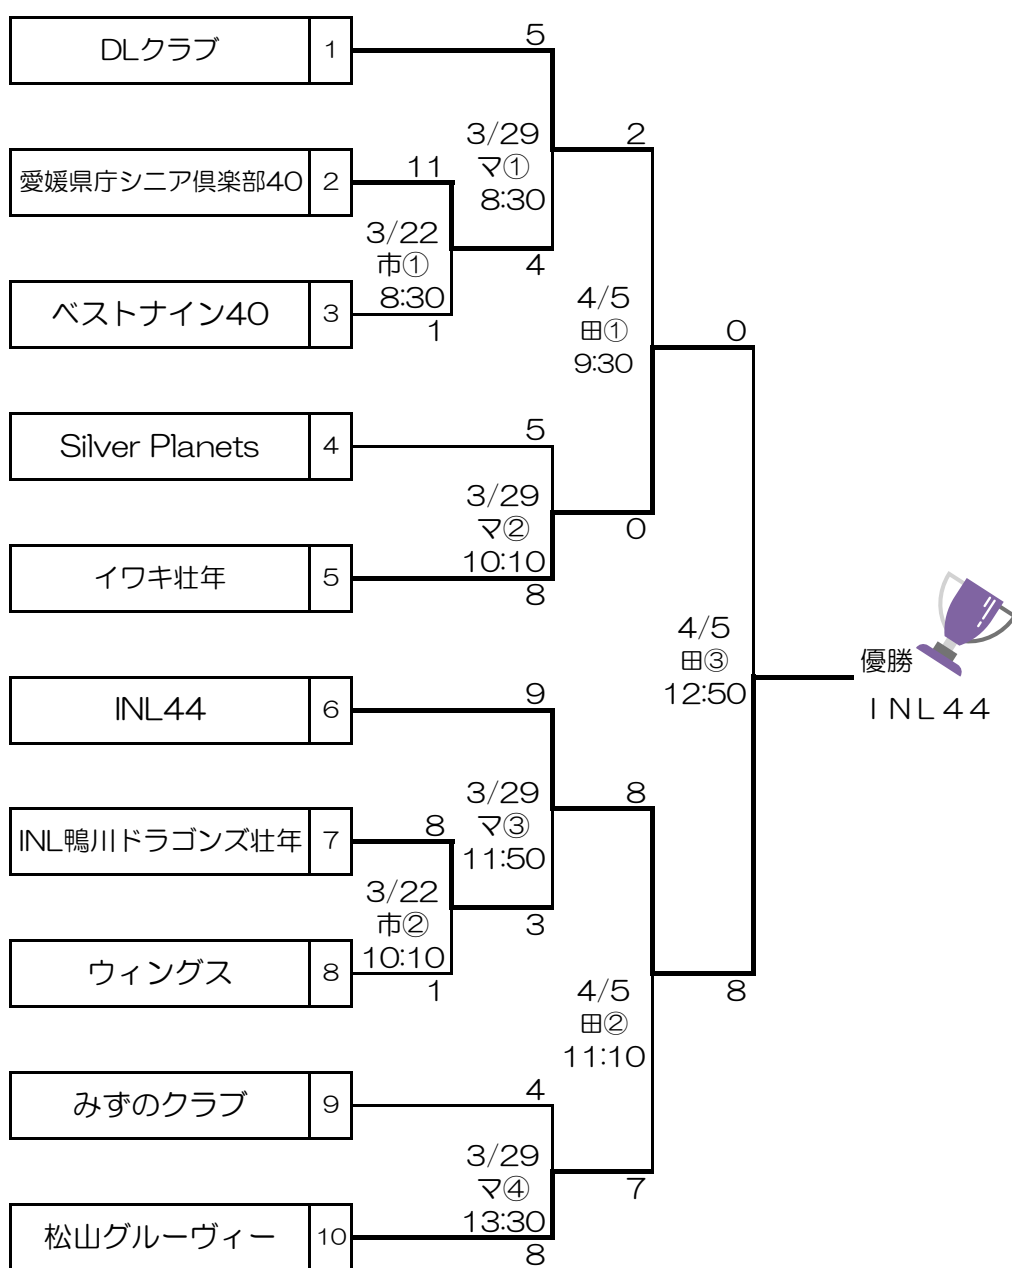 DLクラブ 1
5
3/29
マ①
8:30
2
愛媛県庁シニア倶楽部40 2
11
3/22
市①
8:30
4
ベストナイン40 3
1
4/5
田①
9:30
0
Silver Planets 4
5
3/29
マ②
10:10
0
イワキ壮年 5
8
4/5
田③
12:50
優勝
ＩＮＬ４４
INL44 6
9
3/29
マ③
11:50
8
INL鴨川ドラゴンズ壮年 7
8
3/22
市②
10:10
3
ウィングス 8
1
4/5
田②
11:10
8
みずのクラブ 9
4
3/29
マ④
13:30
7
松山グルーヴィー 10
8